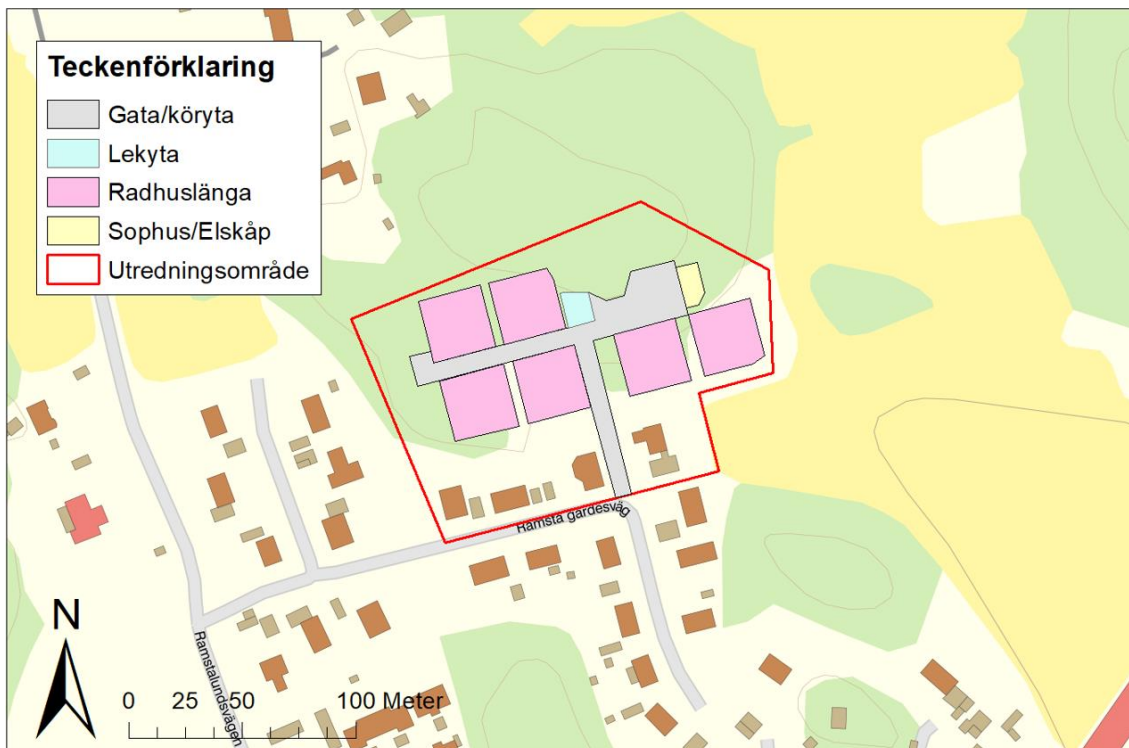 Teckenförklaring
Gata/köryta
Lekyta
Radhuslänga
Sophus/Elskåp
Utredningsområde
Ramsta gärdesväg
Ramstalundsvägen
N
0 25 50 100 Meter